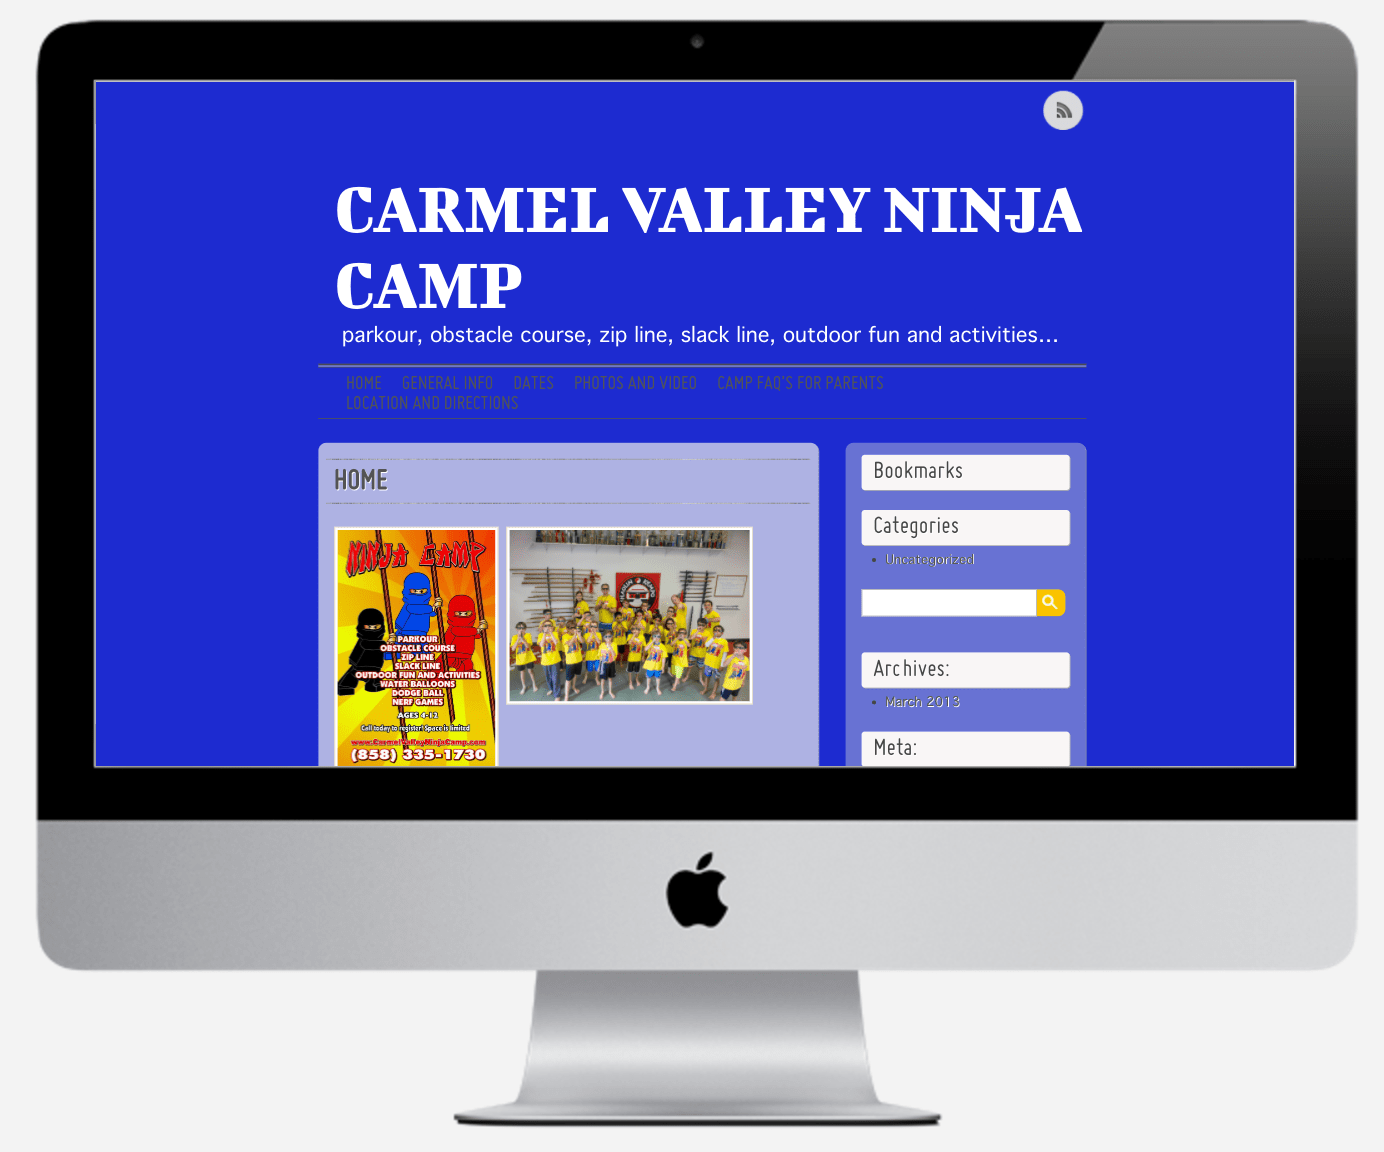 CARMEL VALLEY NINJA
CAMP
parkour, obstacle course, zip line, slack line, outdoor fun and activities...
HOME GENERAL INFO DATES PHOTOS AND VIDEO CAMP FAQ'S FOR PARENTS
LOCATION AND DIRECTIONS
HOME
NINJA CAMP
PARKOUR
OBSTACLE COURSE
ZIP LINE
SLACK LINE
OUTDOOR FUN AND ACTIVITIES
WATER BALLOONS
DODGE BALL
NERF GAMES
AGES 4-12
Call today to register! Space is limited
www.CarmelValleyNinjaCamp.com
(858) 335-1730
Bookmarks
Categories
Uncategorized
Archives:
March 2013
Meta: